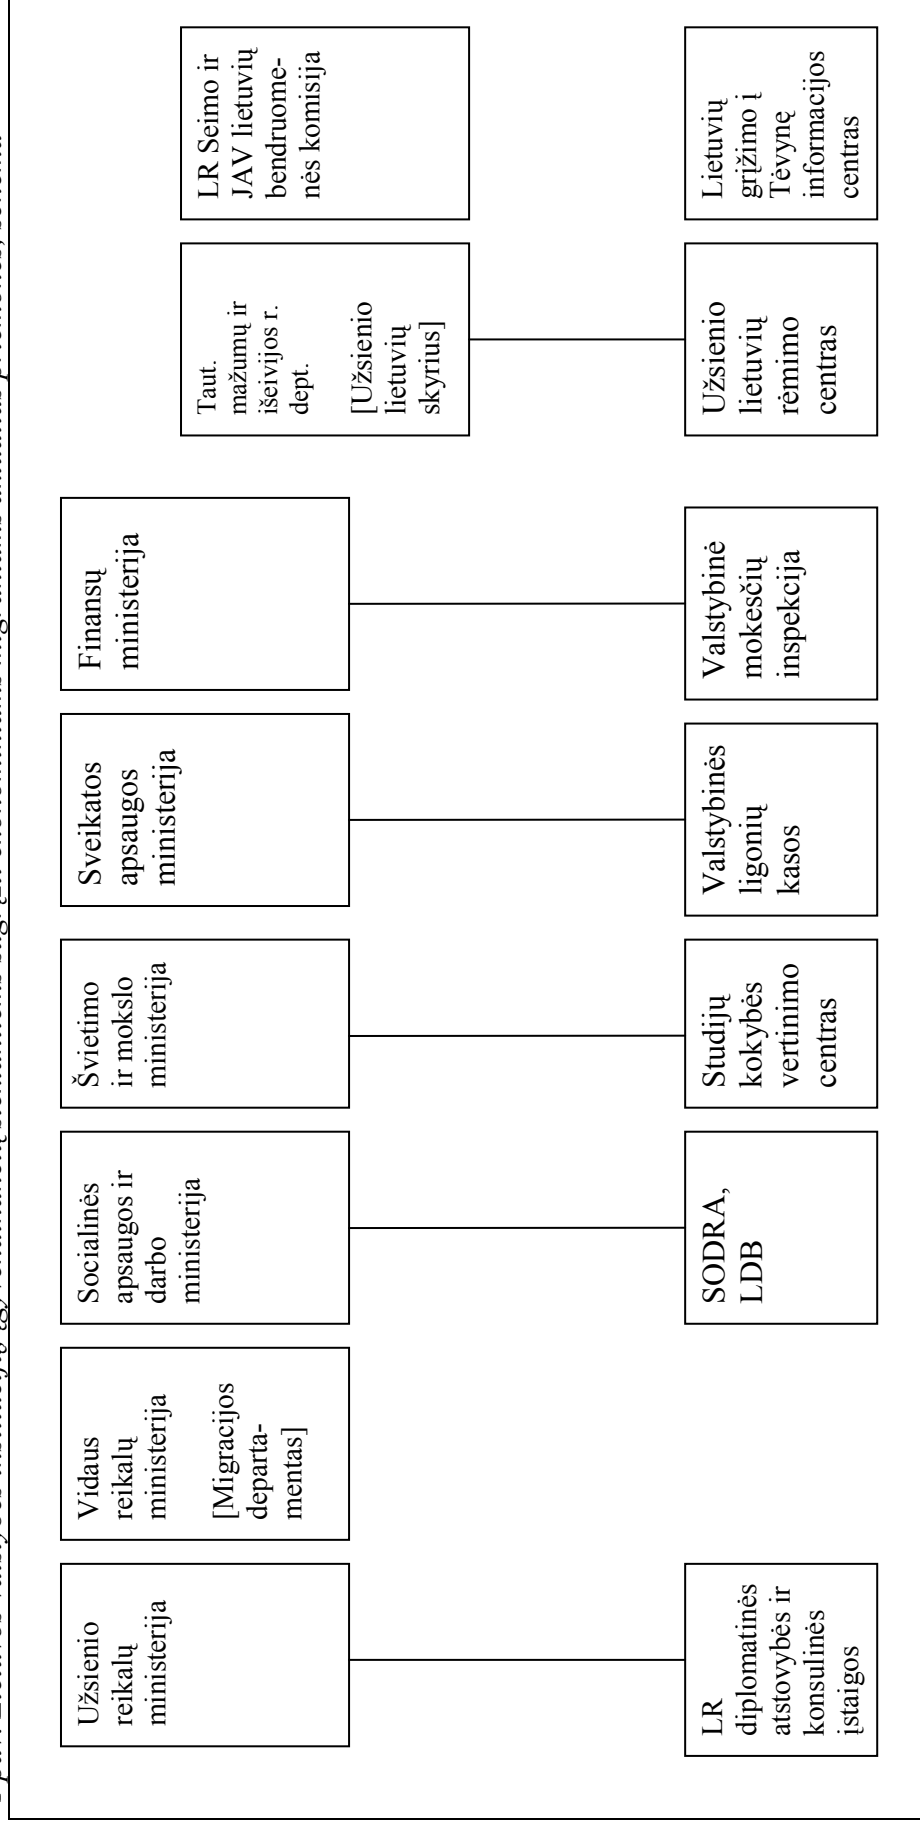 Užsienio
reikalų
ministerija
Vidaus
reikalų
ministerija
[Migracijos
departa-
mentas]
Socialinės
apsaugos ir
darbo
ministerija
Švietimo
ir mokslo
ministerija
Sveikatos
apsaugos
ministerija
Finansų
ministerija
Taut.
mažumų ir
išeivijos r.
dept.
[Užsienio
lietuvių
skyrius]
LR Seimo ir
JAV lietuvių
bendruome-
nės komisija
LR
diplomatinės
atstovybės ir
konsulinės
įstaigos
SODRA,
LDB
Studijų
kokybės
vertinimo
centras
Valstybinės
ligonių
kasos
Valstybinė
mokesčių
inspekcija
Užsienio
lietuvių
rėmimo
centras
Lietuvių
grįžimo į
Tėvynę
informacijos
centras